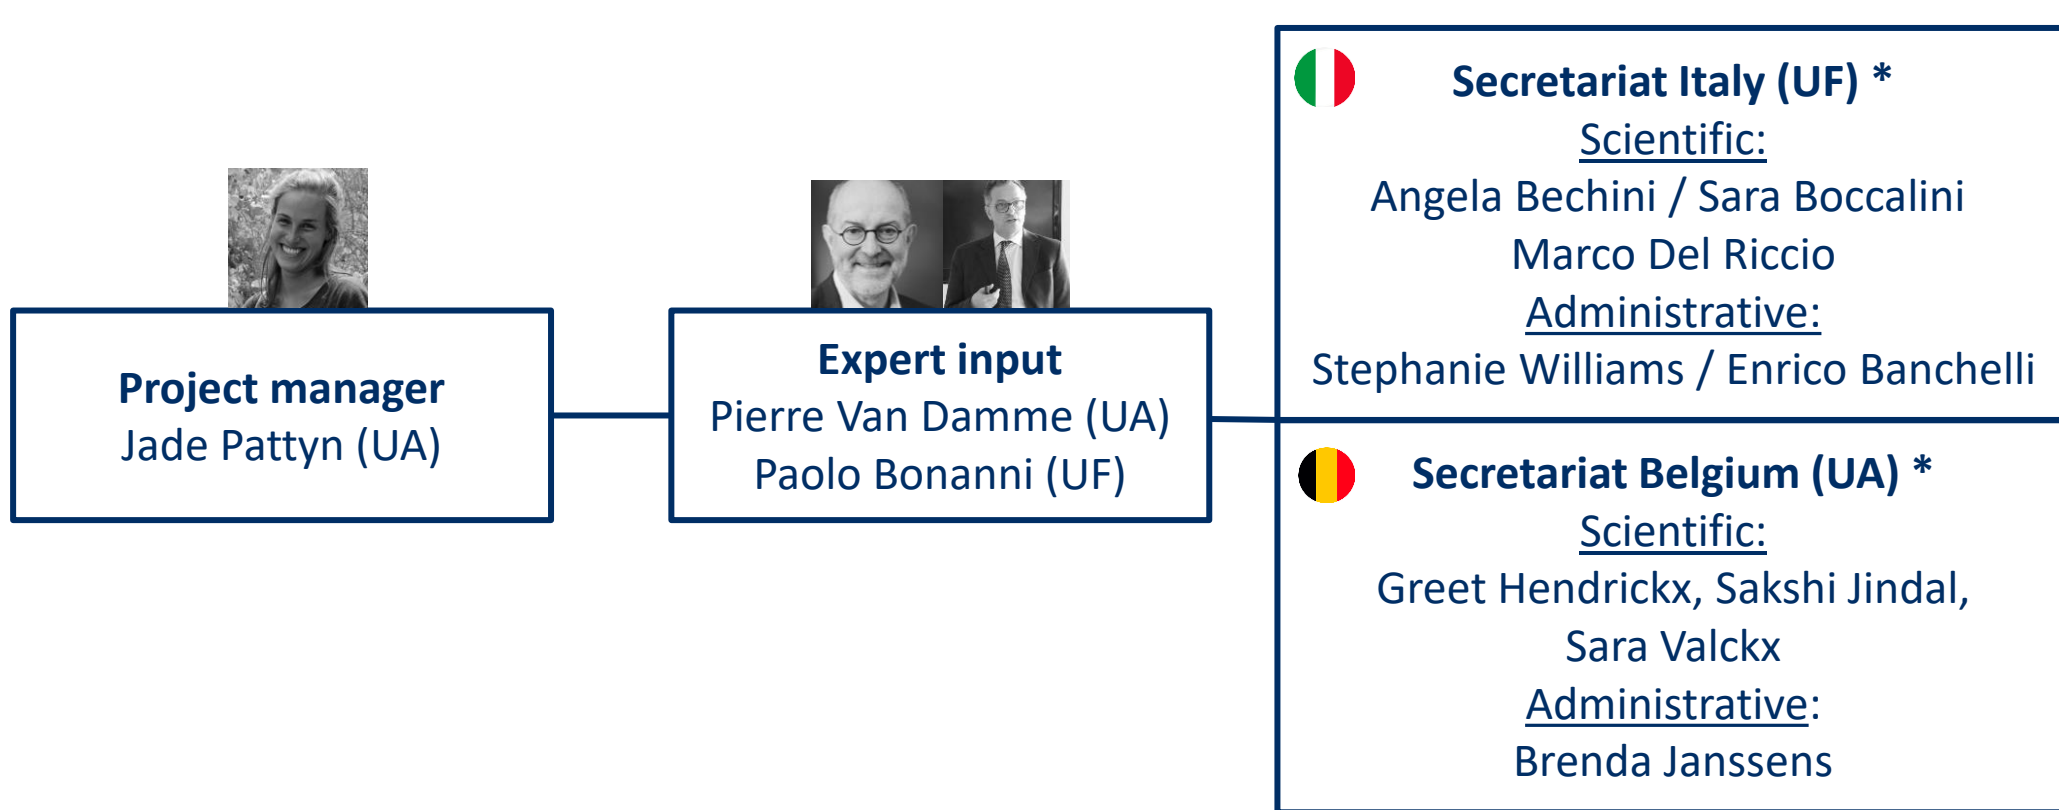 Project manager
Jade Pattyn (UA)
Expert input
Pierre Van Damme (UA)
Paolo Bonanni (UF)
Secretariat Italy (UF) *
Scientific:
Angela Bechini / Sara Boccalini
Marco Del Riccio
Administrative:
Stephanie Williams / Enrico Banchelli
Secretariat Belgium (UA) *
Scientific:
Greet Hendrickx, Sakshi Jindal,
Sara Valckx
Administrative:
Brenda Janssens